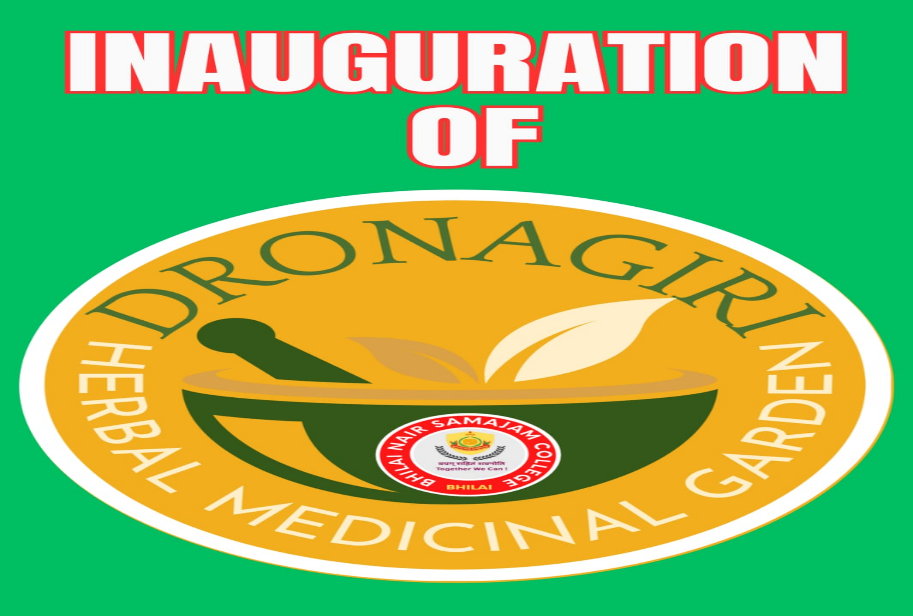 INAUGURATION
OF
DRONAGIRI
HERBAL MEDICINAL GARDEN
BHILAI NAIR SAMAJAM COLLEGE
Together We Can !
BHILAI